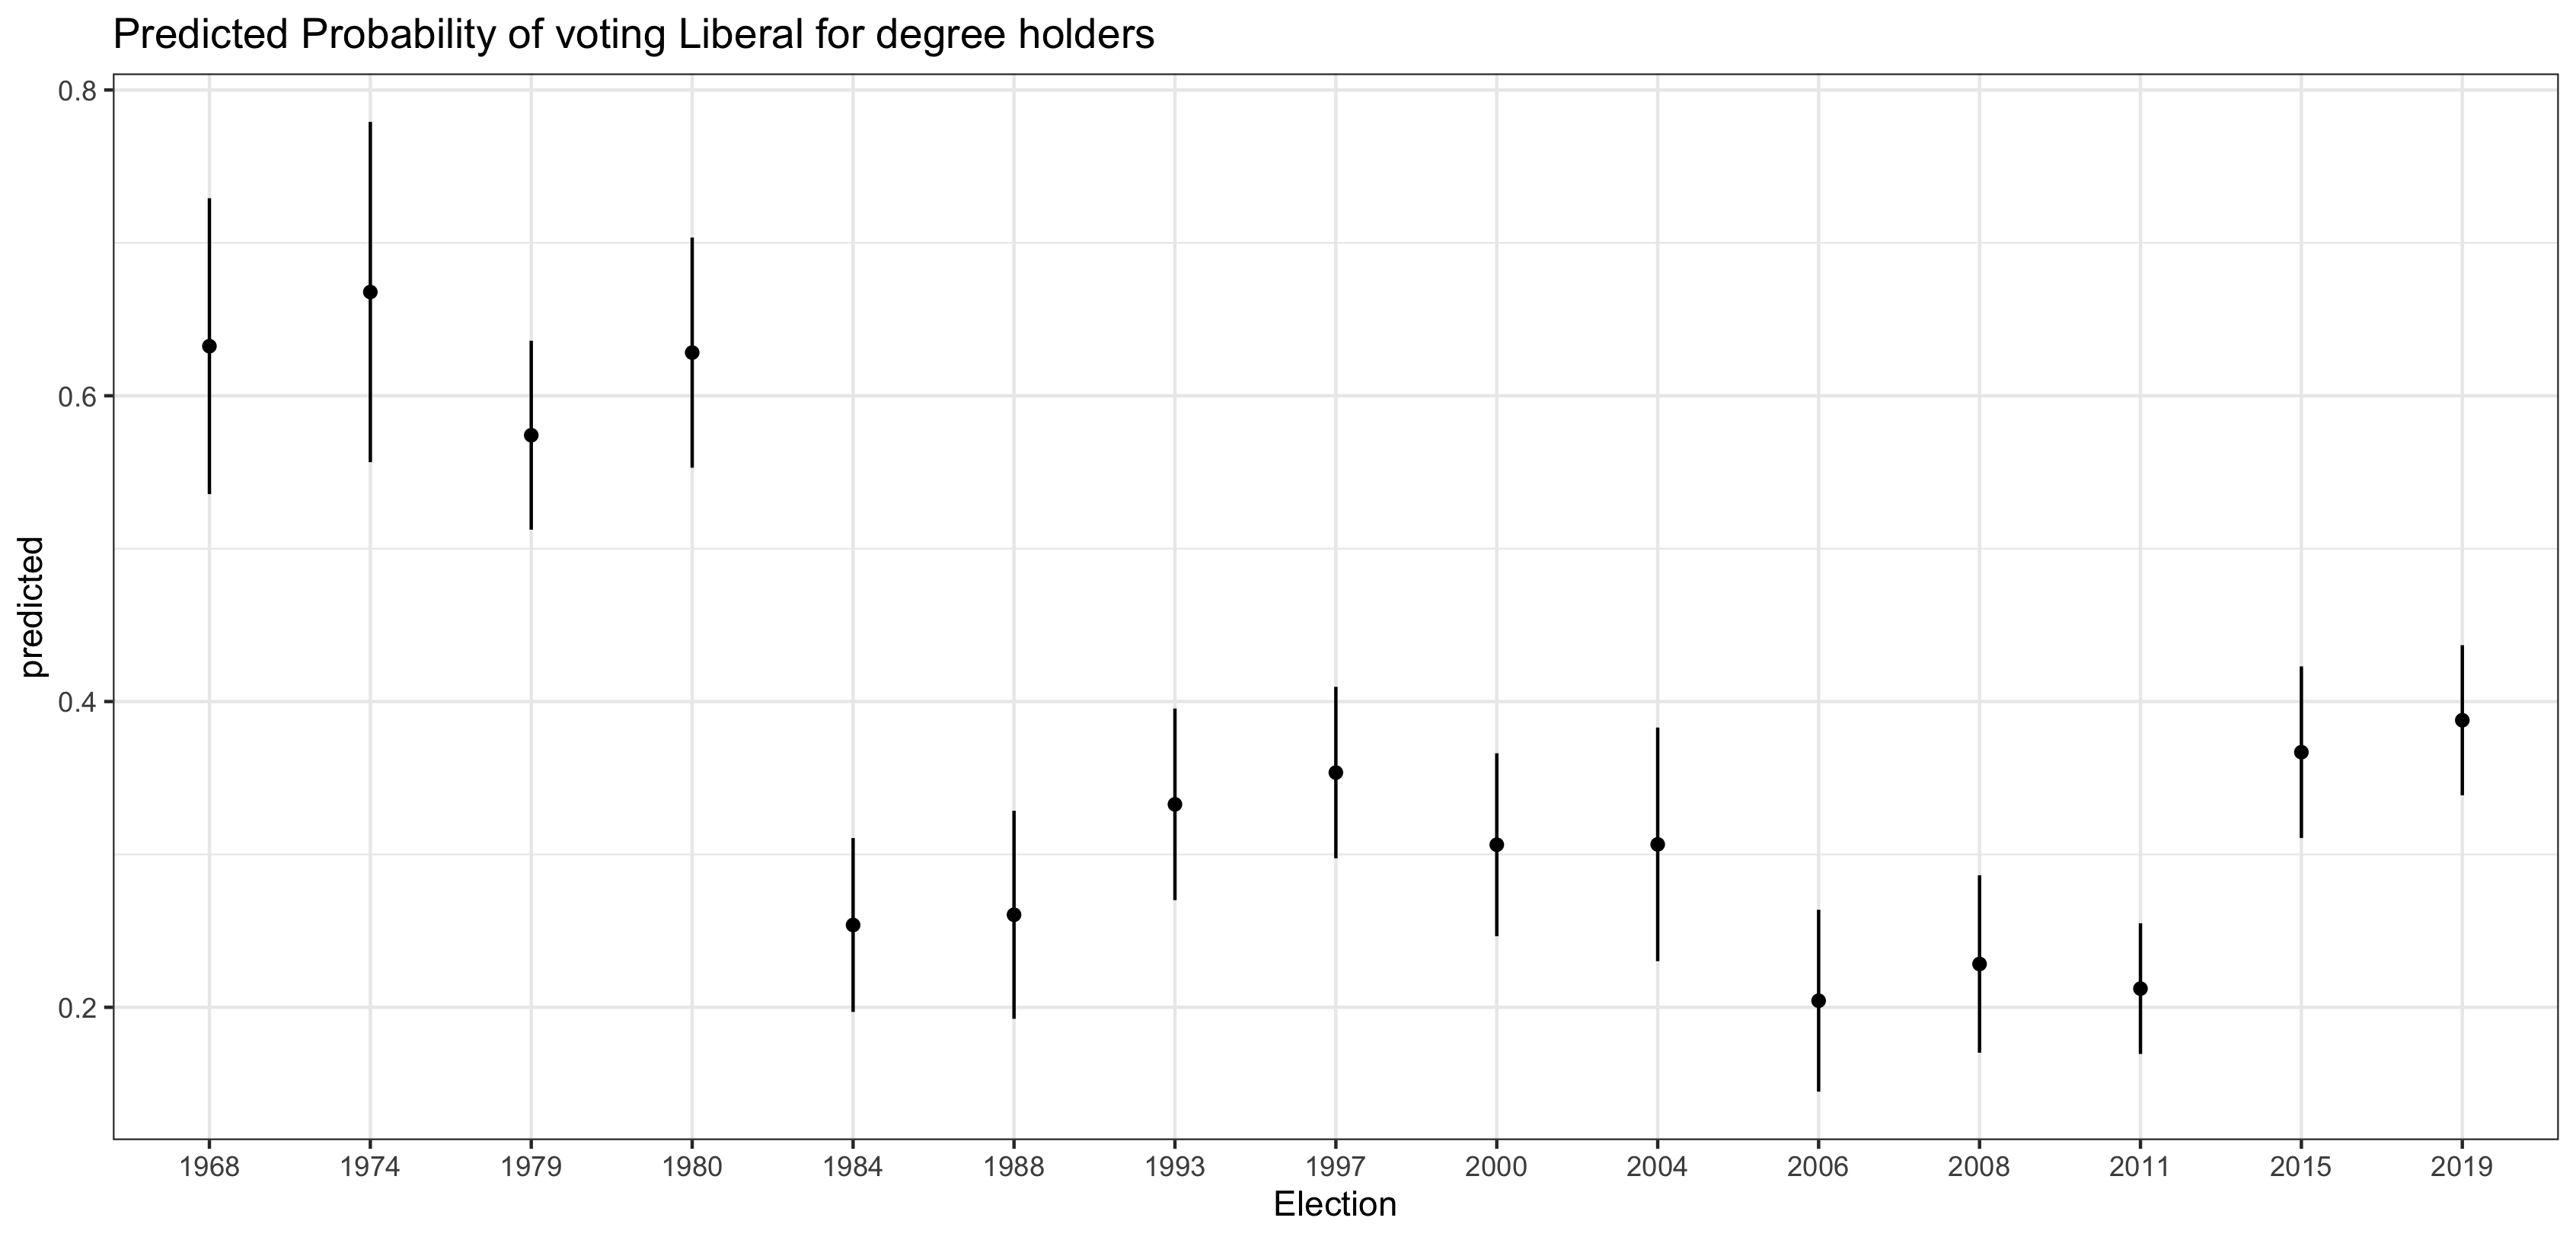 Predicted Probability of voting Liberal for degree holders
0.8
0.6
0.4
0.2
predicted
1968 1974 1979 1980 1984 1988 1993 1997 2000 2004 2006 2008 2011 2015 2019
Election